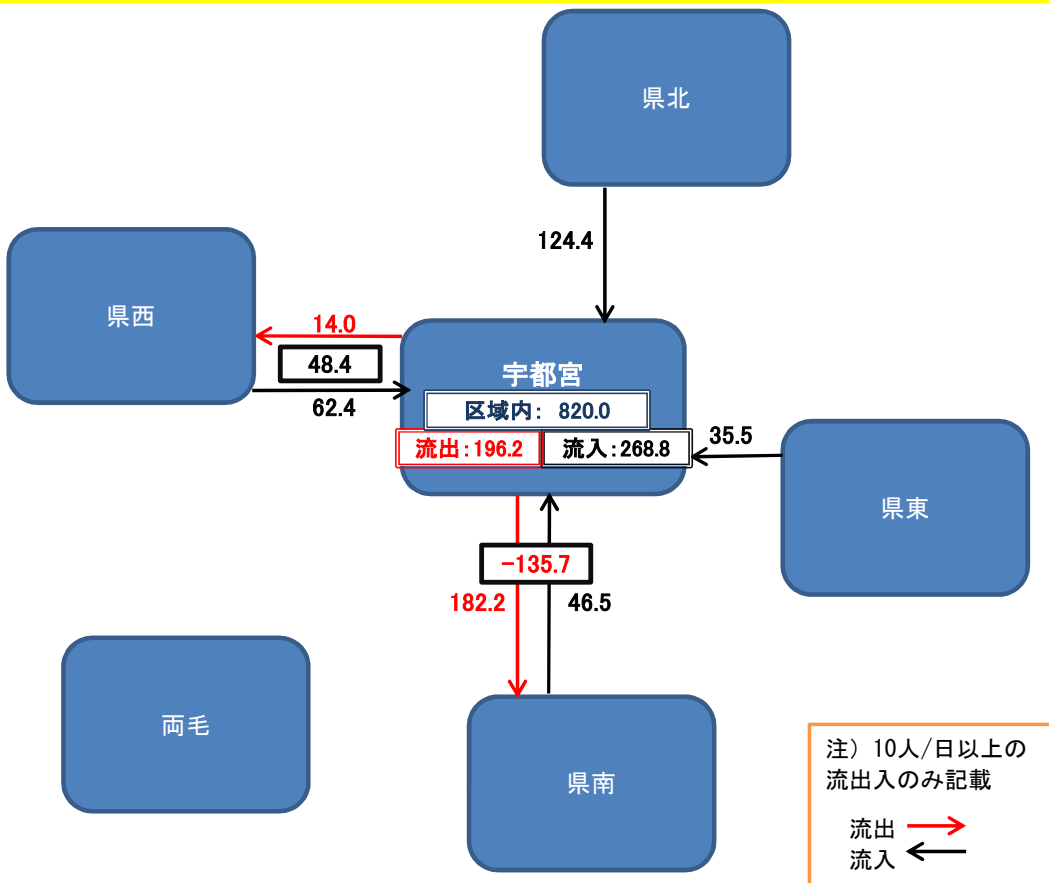 県北
124.4
県西
14.0
48.4
62.4
宇都宮
区域内： 820.0
流出：196.2
流入：268.8
35.5
県東
-135.7
182.2
46.5
両毛
県南
注）10人/日以上の
流出入のみ記載
流出
流入